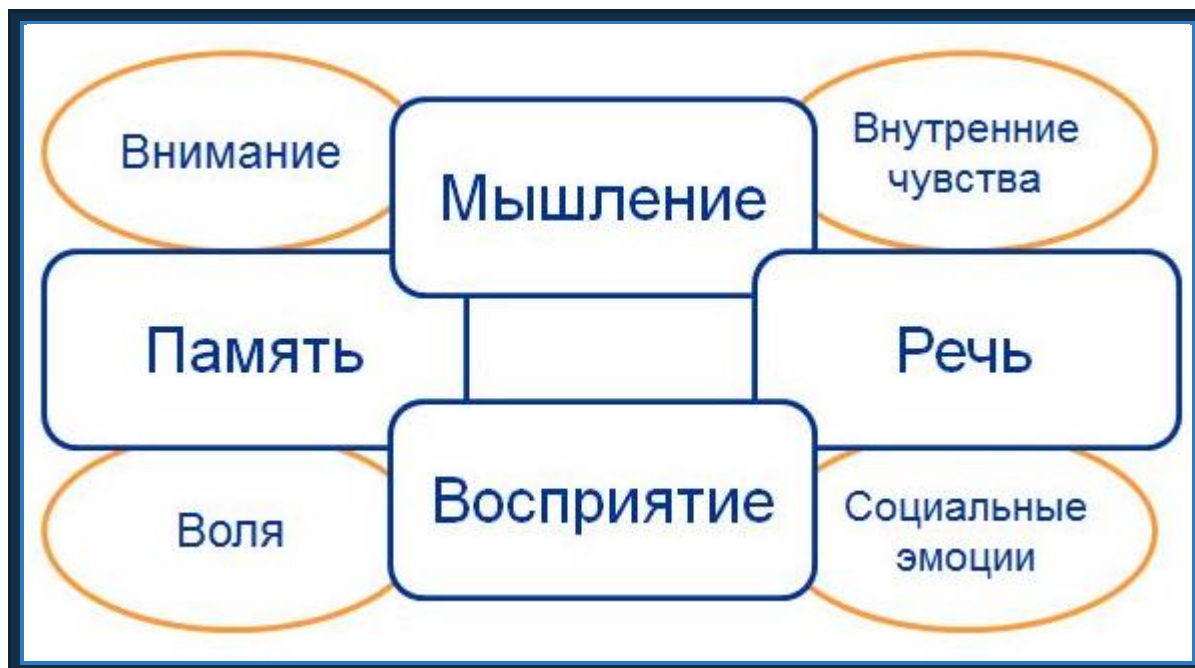 Внимание
Мышление
Внутренние
чувства
Память
Речь
Воля
Восприятие
Социальные
эмоции